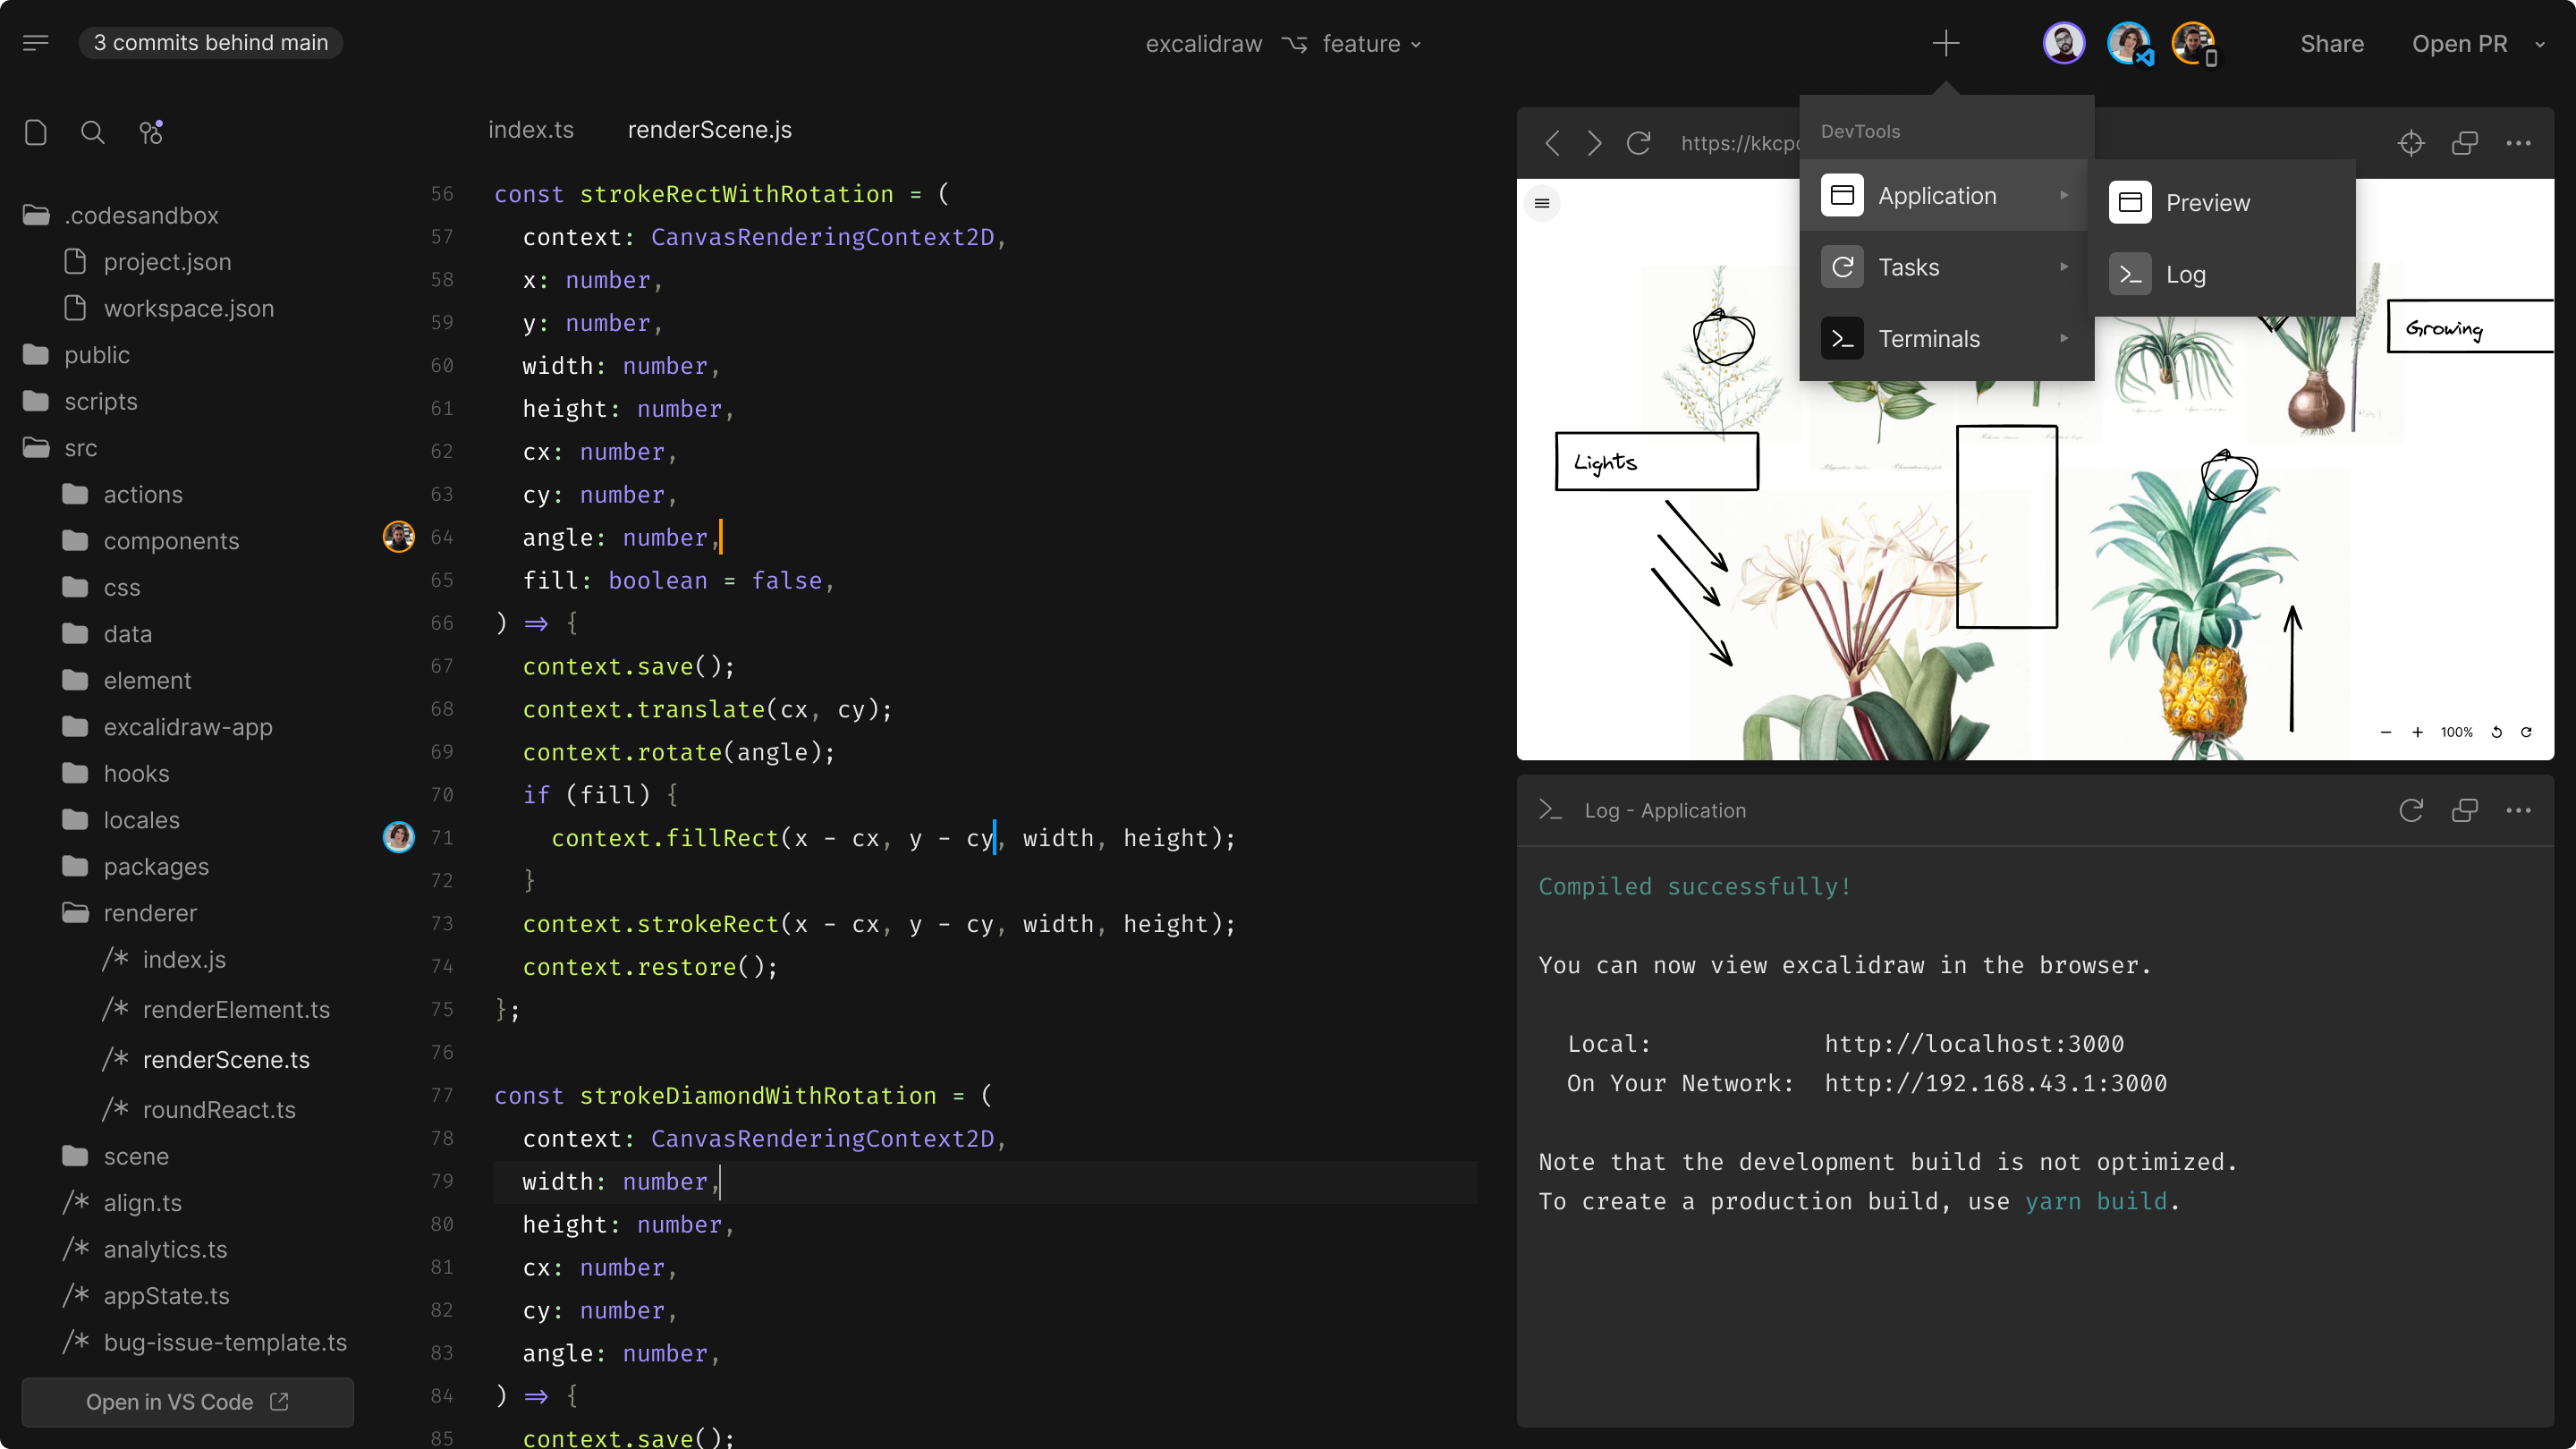 3 commits behind main
excalidraw feature
Share
Open PR
.codesandbox
project.json
workspace.json
public
scripts
src
actions
components
css
data
element
excalidraw-app
hooks
locales
packages
renderer
/* index.js
/* renderElement.ts
/* renderScene.ts
/* roundReact.ts
scene
/* align.ts
/* analytics.ts
/* appState.ts
/* bug-issue-template.ts
Open in VS Code
index.ts renderScene.js
56 const strokeRectWithRotation = (
57 context: CanvasRenderingContext2D,
58 x: number,
59 y: number,
60 width: number,
61 height: number,
62 cx: number,
63 cy: number,
64 angle: number,
65 fill: boolean = false,
66 ) => {
67 context.save();
68 context.translate(cx, cy);
69 context.rotate(angle);
70 if (fill) {
71 context.fillRect(x - cx, y - cy, width, height);
72 }
73 context.strokeRect(x - cx, y - cy, width, height);
74 context.restore();
75 };
76
77 const strokeDiamondWithRotation = (
78 context: CanvasRenderingContext2D,
79 width: number,
80 height: number,
81 cx: number,
82 cy: number,
83 angle: number,
84 ) => {
85 context.save();
https://kkcp
DevTools
Application
Tasks
Terminals
Preview
Log
Growing
Lights
100%
>_ Log - Application
Compiled successfully!
You can now view excalidraw in the browser.
Local: http://localhost:3000
On Your Network: http://192.168.43.1:3000
Note that the development build is not optimized.
To create a production build, use yarn build.